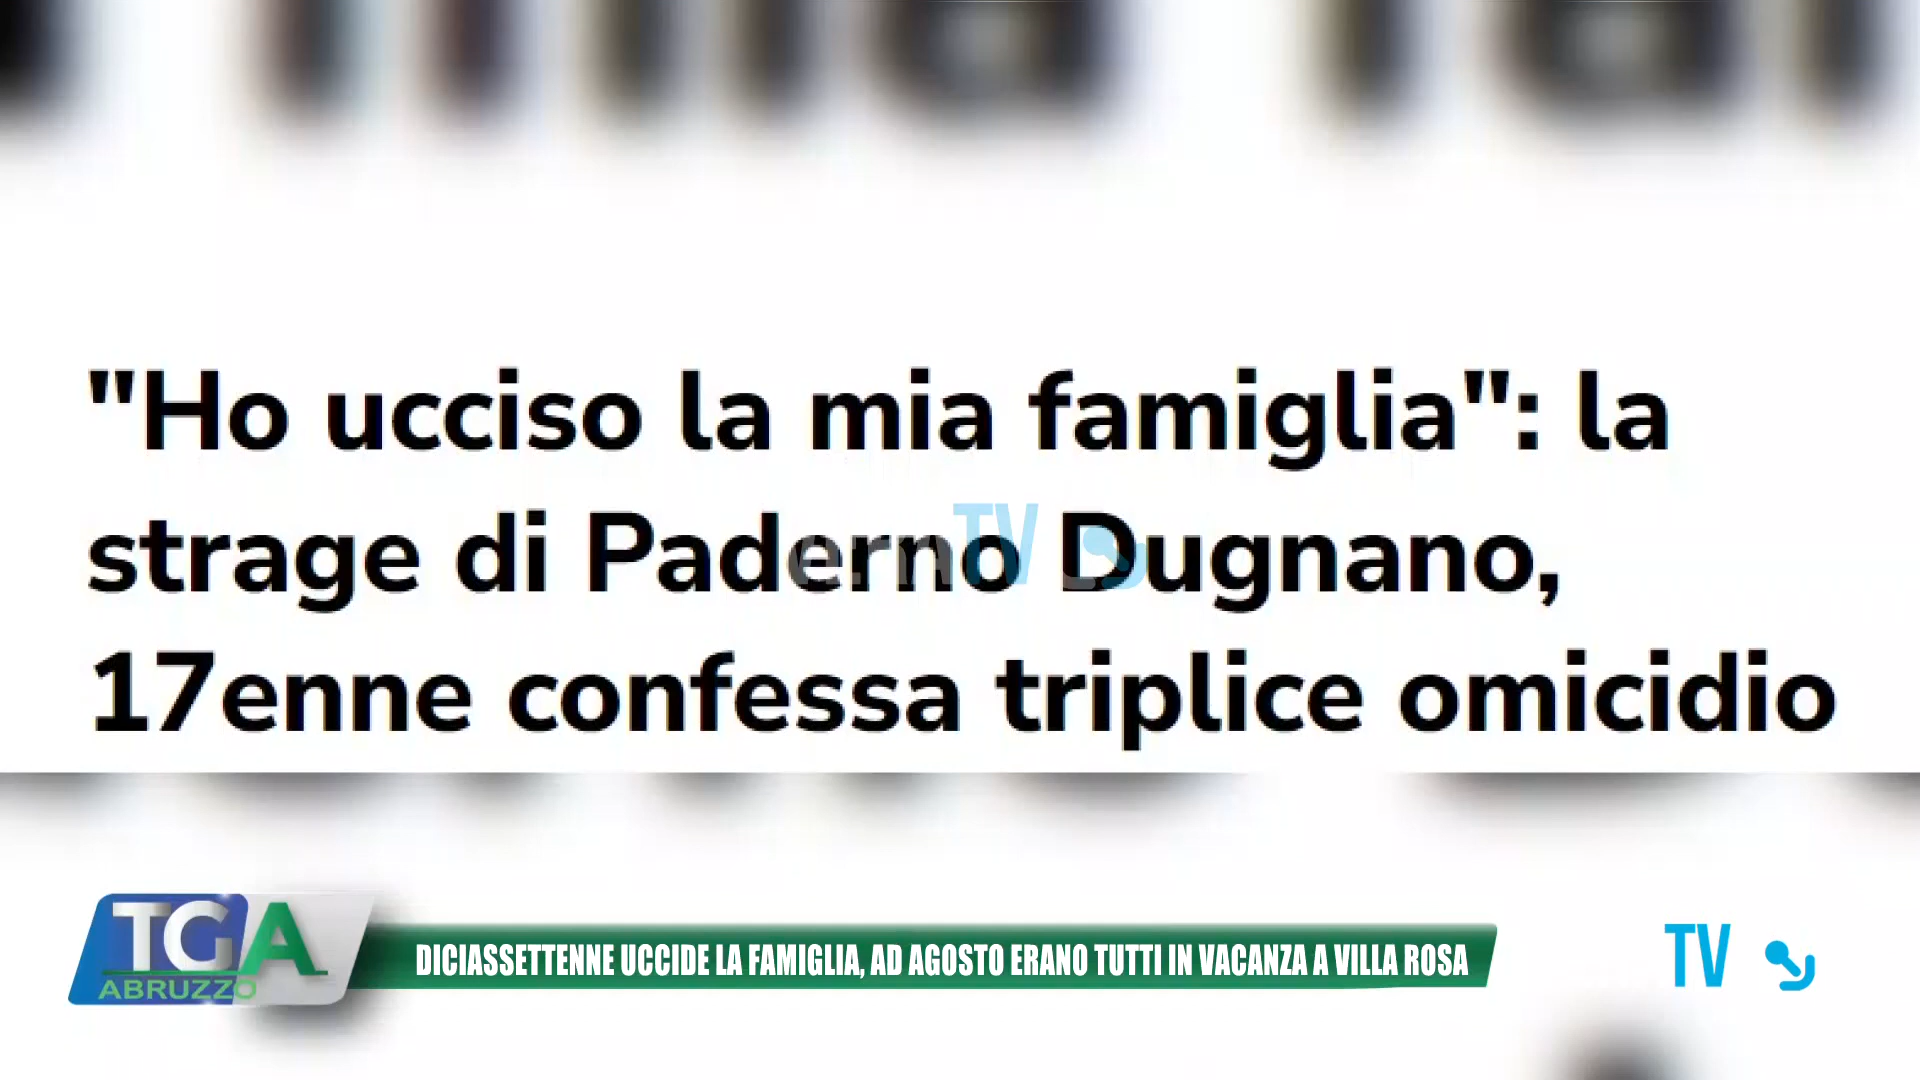 "Ho ucciso la mia famiglia": la
strage di Paderno Dugnano,
17enne confessa triplice omicidio
TV
TGA
ABRUZZO
DICIASSETTENNE UCCIDE LA FAMIGLIA, AD AGOSTO ERANO TUTTI IN VACANZA A VILLA ROSA
TV